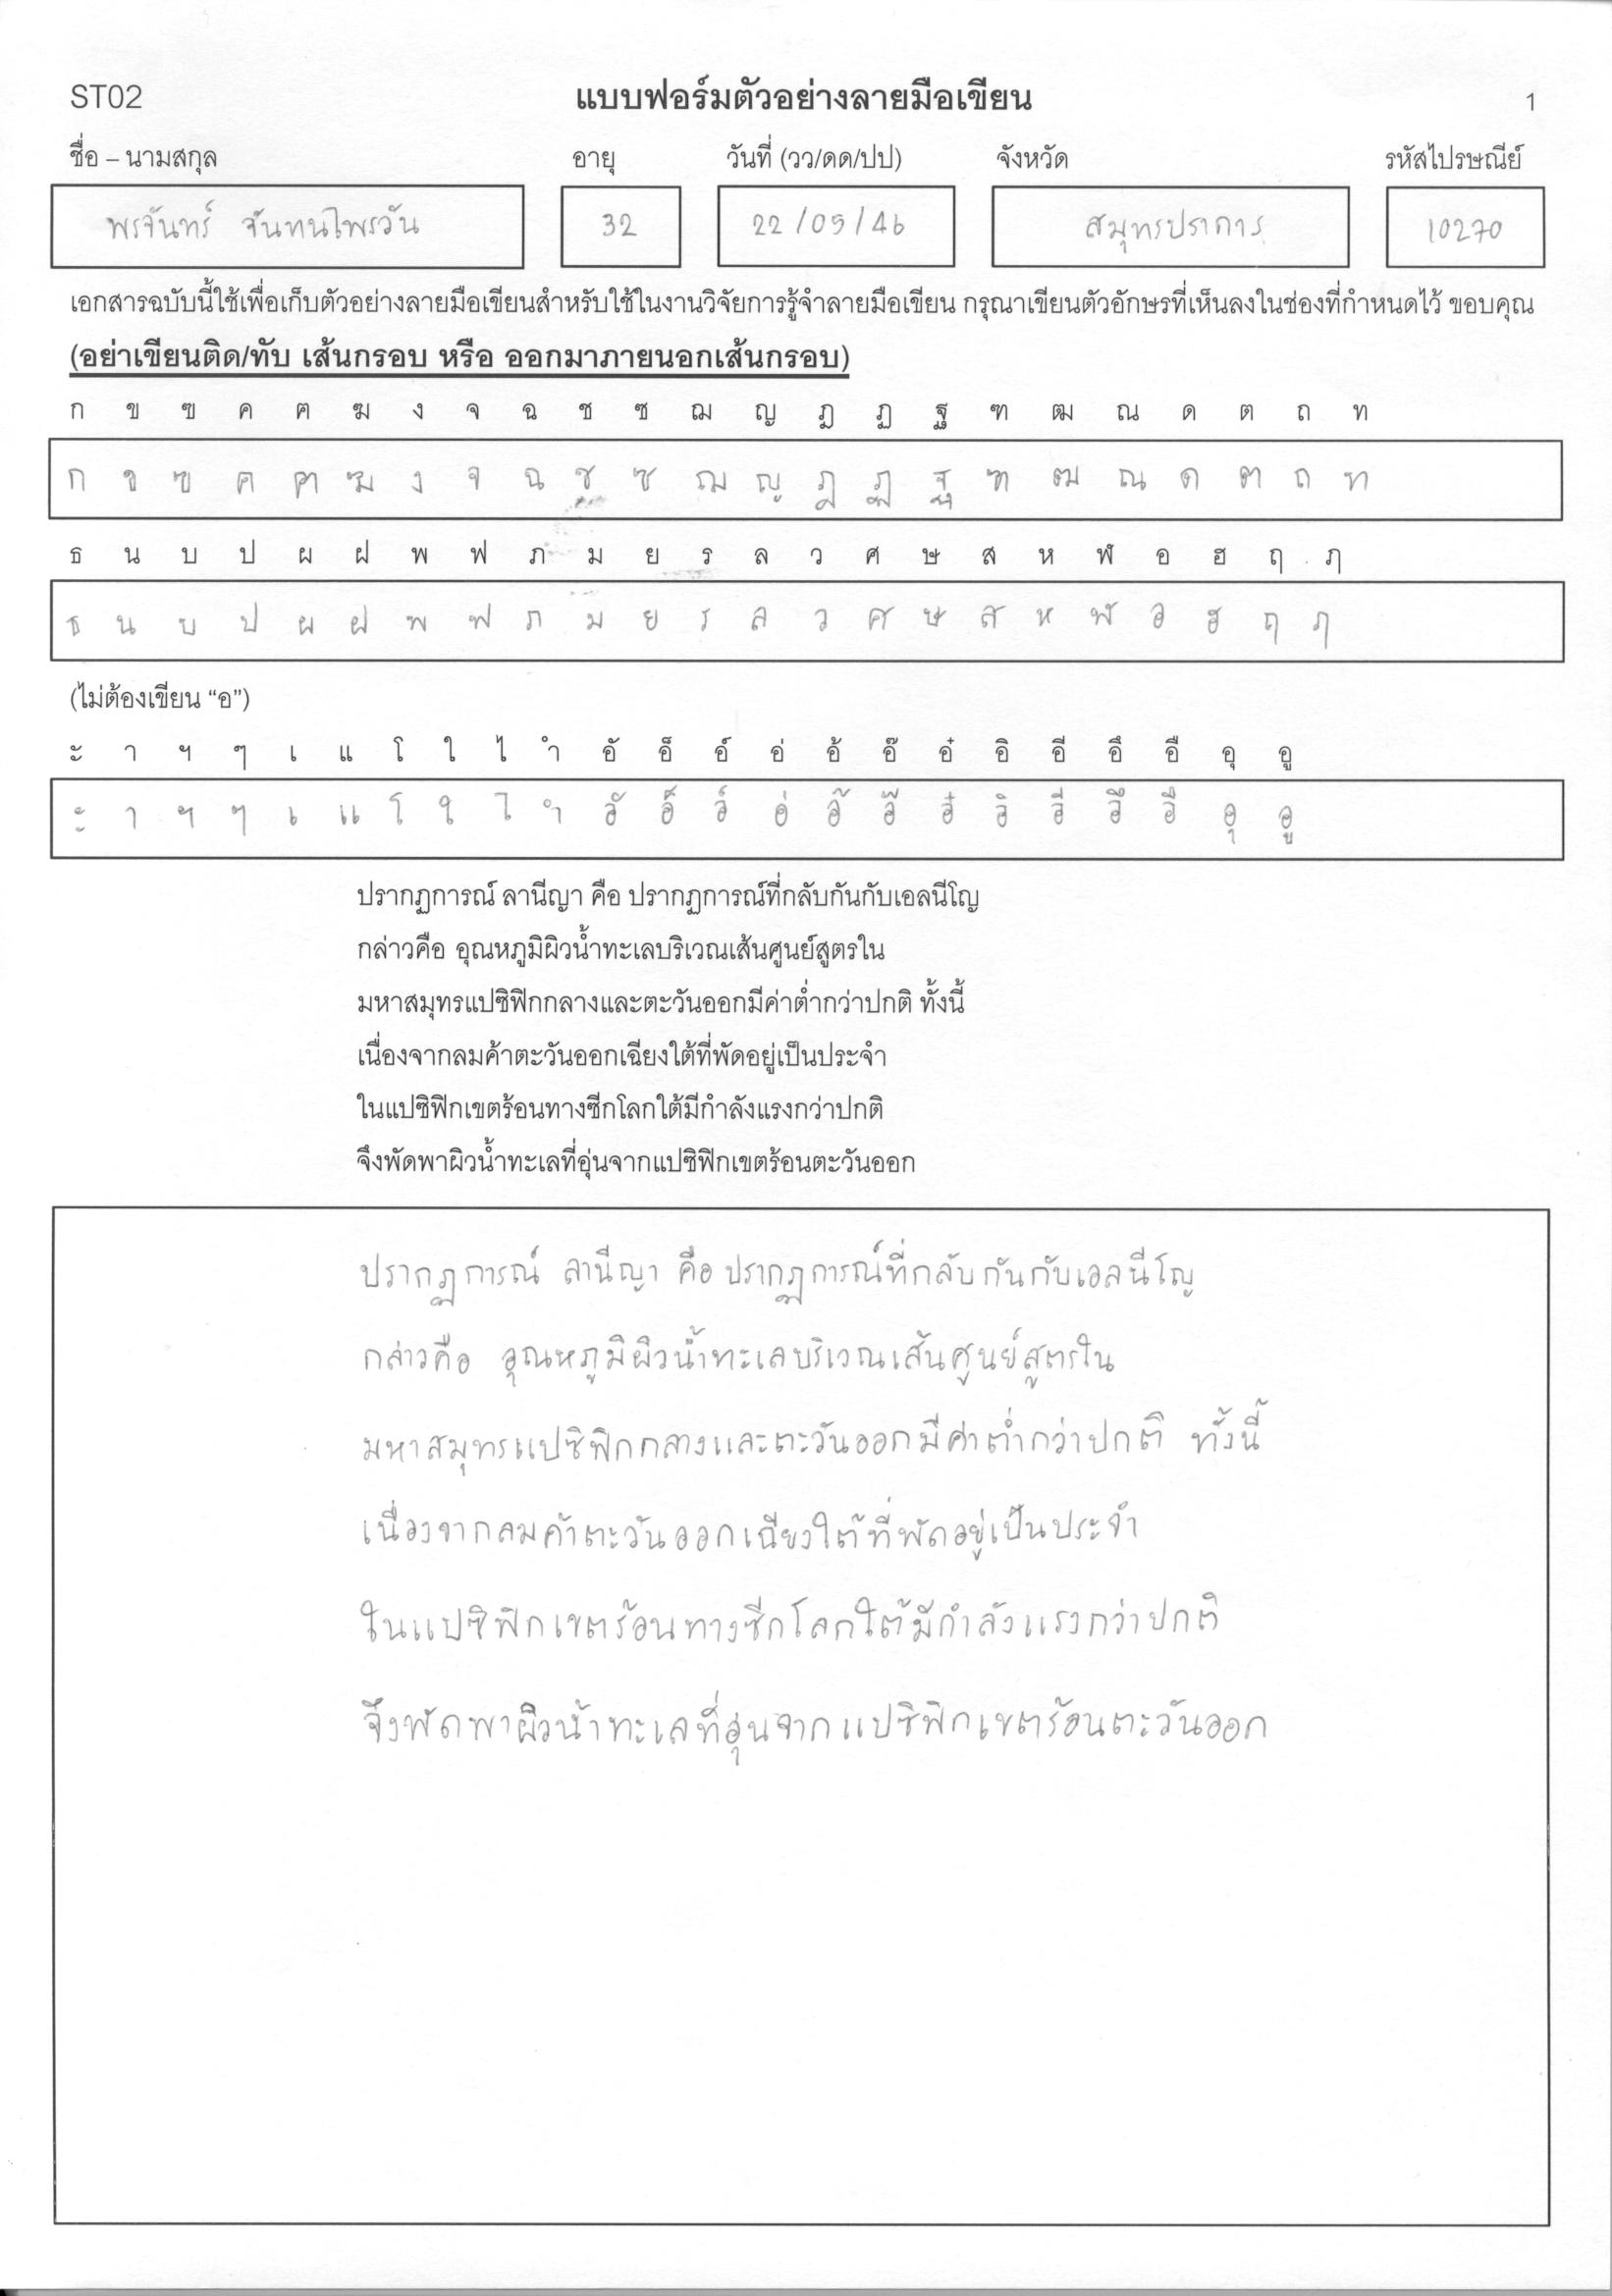 ST02 แบบฟอร์มตัวอย่างลายมือเขียน 1
ชื่อ – นามสกุล อายุ วันที่ (วว/ดด/ปป) จังหวัด รหัสไปรษณีย์
พรจันทร์ จันทนไพรวัน 32 22/09/46 สมุทรปราการ 10270
เอกสารฉบับนี้ใช้เพื่อเก็บตัวอย่างลายมือเขียนสำหรับใช้ในงานวิจัยการรู้จำลายมือเขียน กรุณาเขียนตัวอักษรที่เห็นลงในช่องที่กำหนดไว้ ขอบคุณ
(อย่าเขียนติด/ทับ เส้นกรอบ หรือ ออกมาภายนอกเส้นกรอบ)
ก ข ฃ ค ฅ ฆ ง จ ฉ ช ซ ฌ ญ ฎ ฏ ฐ ฑ ฒ ณ ด ต ถ ท
ก ข ฃ ค ฅ ฆ ง จ ฉ ช ซ ฌ ญ ฎ ฏ ฐ ฑ ฒ ณ ด ต ถ ท
ธ น บ ป ผ ฝ พ ฟ ภ ม ย ร ล ว ศ ษ ส ห ฬ อ ฮ ฤ ฦ
ธ น บ ป ผ ฝ พ ฟ ภ ม ย ร ล ว ศ ษ ส ห ฬ อ ฮ ฤ ฦ
(ไม่ต้องเขียน “อ”)
ะ า ฯ ๆ เ แ โ ใ ไ ำ อั อ็ อ์ อ่ อ้ อ๊ อ๋ อิ อี อึ อื อุ อู
ะ า ฯ ๆ เ แ โ ใ ไ ำ อั อ็ อ์ อ่ อ้ อ๊ อ๋ อิ อี อึ อื อุ อู
ปรากฏการณ์ ลานีญา คือ ปรากฏการณ์ที่กลับกันกับเอลนีโญ
กล่าวคือ อุณหภูมิผิวน้ำทะเลบริเวณเส้นศูนย์สูตรใน
มหาสมุทรแปซิฟิกกลางและตะวันออกมีค่าต่ำกว่าปกติ ทั้งนี้
เนื่องจากลมค้าตะวันออกเฉียงใต้ที่พัดอยู่เป็นประจำ
ในแปซิฟิกเขตร้อนทางซีกโลกใต้มีกำลังแรงกว่าปกติ
จึงพัดพาผิวน้ำทะเลที่อุ่นจากแปซิฟิกเขตร้อนตะวันออก
ปรากฏการณ์ ลานีญา คือ ปรากฏการณ์ที่กลับกันกับเอลนีโญ
กล่าวคือ อุณหภูมิผิวน้ำทะเลบริเวณเส้นศูนย์สูตรใน
มหาสมุทรแปซิฟิกกลางและตะวันออกมีค่าต่ำกว่าปกติ ทั้งนี้
เนื่องจากลมค้าตะวันออกเฉียงใต้ที่พัดอยู่เป็นประจำ
ในแปซิฟิกเขตร้อนทางซีกโลกใต้มีกำลังแรงกว่าปกติ
จึงพัดพาผิวน้ำทะเลที่อุ่นจากแปซิฟิกเขตร้อนตะวันออก